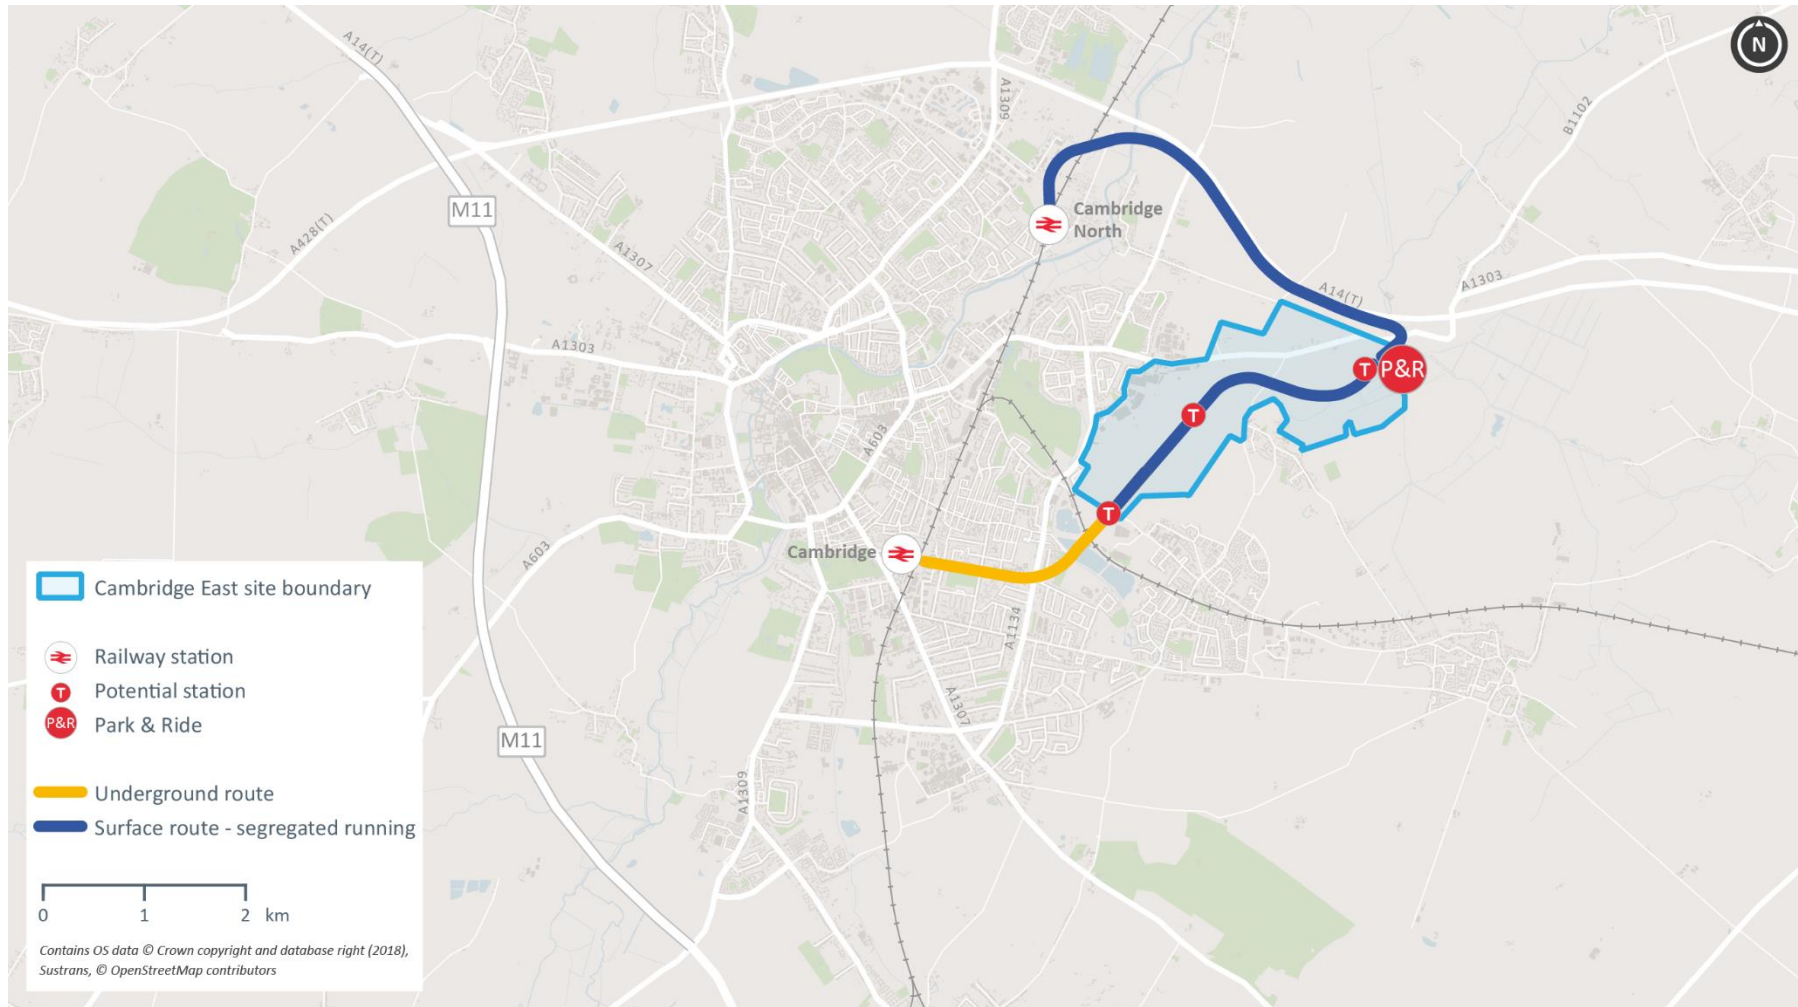 N
A14(T)
A1309
B1102
M11
Cambridge
North
A428(T)
A1307
A14(T)
A1303
A1303
T
P&R
T
A603
T
Cambridge
A603
A1134
A1307
M11
A1309
Cambridge East site boundary
Railway station
T Potential station
P&R Park & Ride
Underground route
Surface route - segregated running
0 1 2 km
Contains OS data © Crown copyright and database right (2018),
Sustrans, © OpenStreetMap contributors